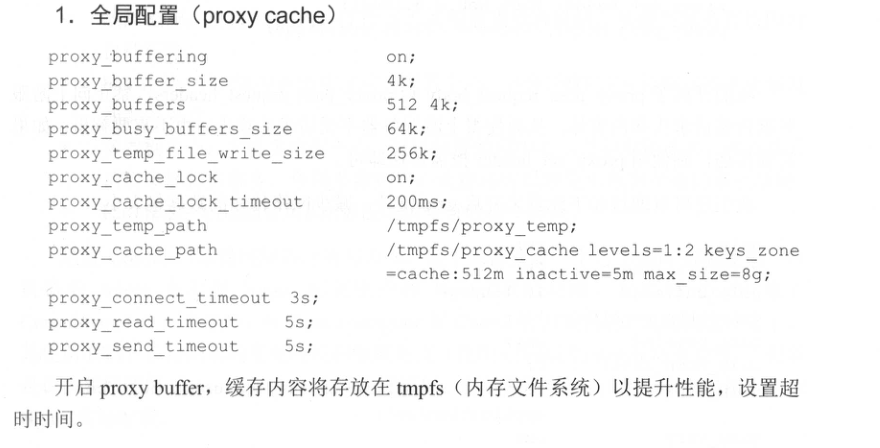 1. 全局配置（proxy cache）
proxy_buffering on;
proxy_buffer_size 4k;
proxy_buffers 512 4k;
proxy_busy_buffers_size 64k;
proxy_temp_file_write_size 256k;
proxy_cache_lock on;
proxy_cache_lock_timeout 200ms;
proxy_temp_path /tmpfs/proxy_temp;
proxy_cache_path /tmpfs/proxy_cache levels=1:2 keys_zone
=cache:512m inactive=5m max_size=8g;
proxy_connect_timeout 3s;
proxy_read_timeout 5s;
proxy_send_timeout 5s;
开启 proxy buffer，缓存内容将存放在 tmpfs（内存文件系统）以提升性能，设置超
时时间。